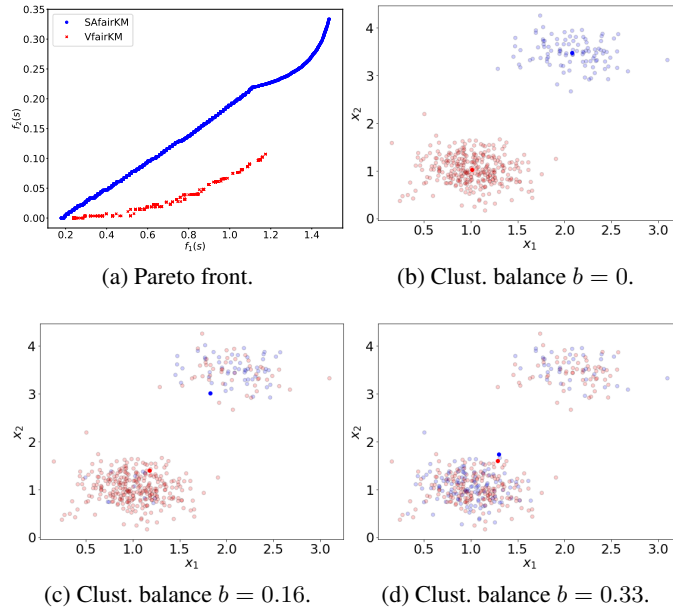 SAfairKM
VfairKM
0.35
0.30
0.25
0.20
0.15
0.10
0.05
0.00
f2(s)
0.2 0.4 0.6 0.8 1.0 1.2 1.4
f1(s)
(a) Pareto front.
4
3
2
1
0
x2
0.5 1.0 1.5 2.0 2.5 3.0
x1
(b) Clust. balance b = 0.
4
3
2
1
0
x2
0.5 1.0 1.5 2.0 2.5 3.0
x1
(c) Clust. balance b = 0.16.
4
3
2
1
0
x2
0.5 1.0 1.5 2.0 2.5 3.0
x1
(d) Clust. balance b = 0.33.